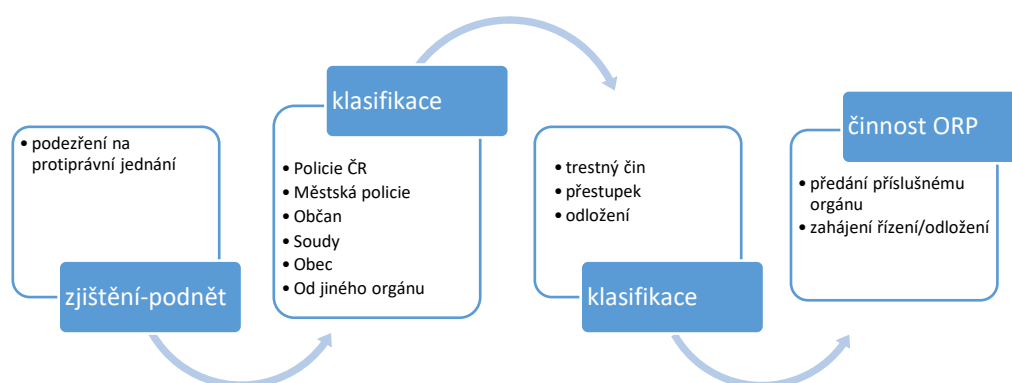 • podezření na
protiprávní jednání
zjištění-podnět
klasifikace
• Policie ČR
• Městská policie
• Občan
• Soudy
• Obec
• Od jiného orgánu
• trestný čin
• přestupek
• odložení
klasifikace
činnost ORP
• předání příslušnému
orgánu
• zahájení řízení/odložení